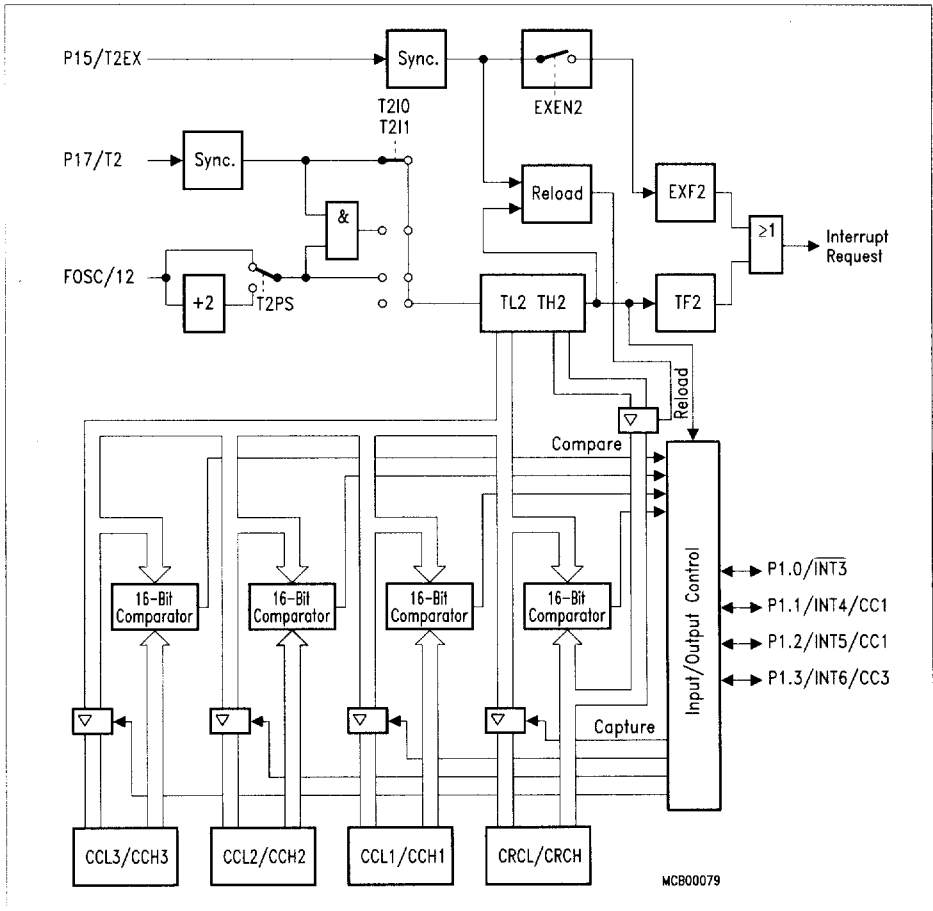 P15/T2EX
Sync.
EXEN2
T2I0
T2I1
P17/T2
Sync.
&
Reload
EXF2
≥1
Interrupt
Request
FOSC/12
+2
T2PS
TL2 TH2
TF2
Reload
Compare
16-Bit
Comparator
16-Bit
Comparator
16-Bit
Comparator
16-Bit
Comparator
Input/Output Control
P1.0/I̅N̅T̅3̅
P1.1/INT4/CC1
P1.2/INT5/CC1
P1.3/INT6/CC3
Capture
CCL3/CCH3
CCL2/CCH2
CCL1/CCH1
CRCL/CRCH
MCB00079